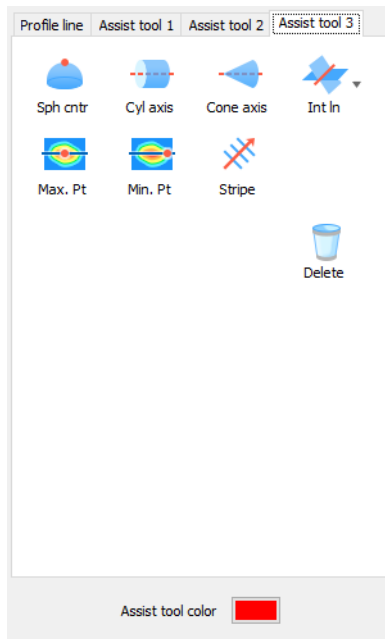 Profile line Assist tool 1 Assist tool 2 Assist tool 3
Sph cntr Cyl axis Cone axis Int ln
Max. Pt Min. Pt Stripe
Delete
Assist tool color